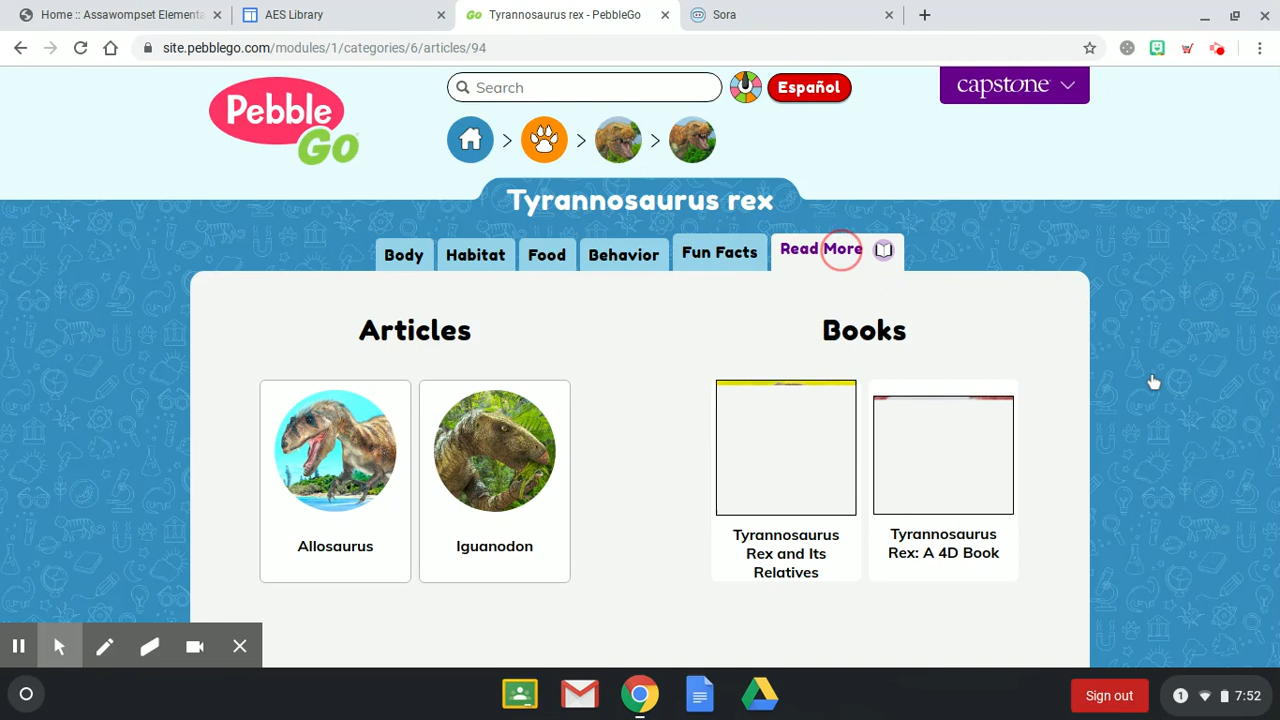 Home :: Assawompset Elementa
AES Library
GO Tyrannosaurus rex - PebbleGo
Sora
site.pebblego.com/modules/1/categories/6/articles/94
Pebble
Go
Search
Español
capstone
Tyrannosaurus rex
Body
Habitat
Food
Behavior
Fun Facts
Read More
Articles
Books
Allosaurus
Iguanodon
Tyrannosaurus
Rex and Its
Relatives
Tyrannosaurus
Rex: A 4D Book
Sign out
1
7:52